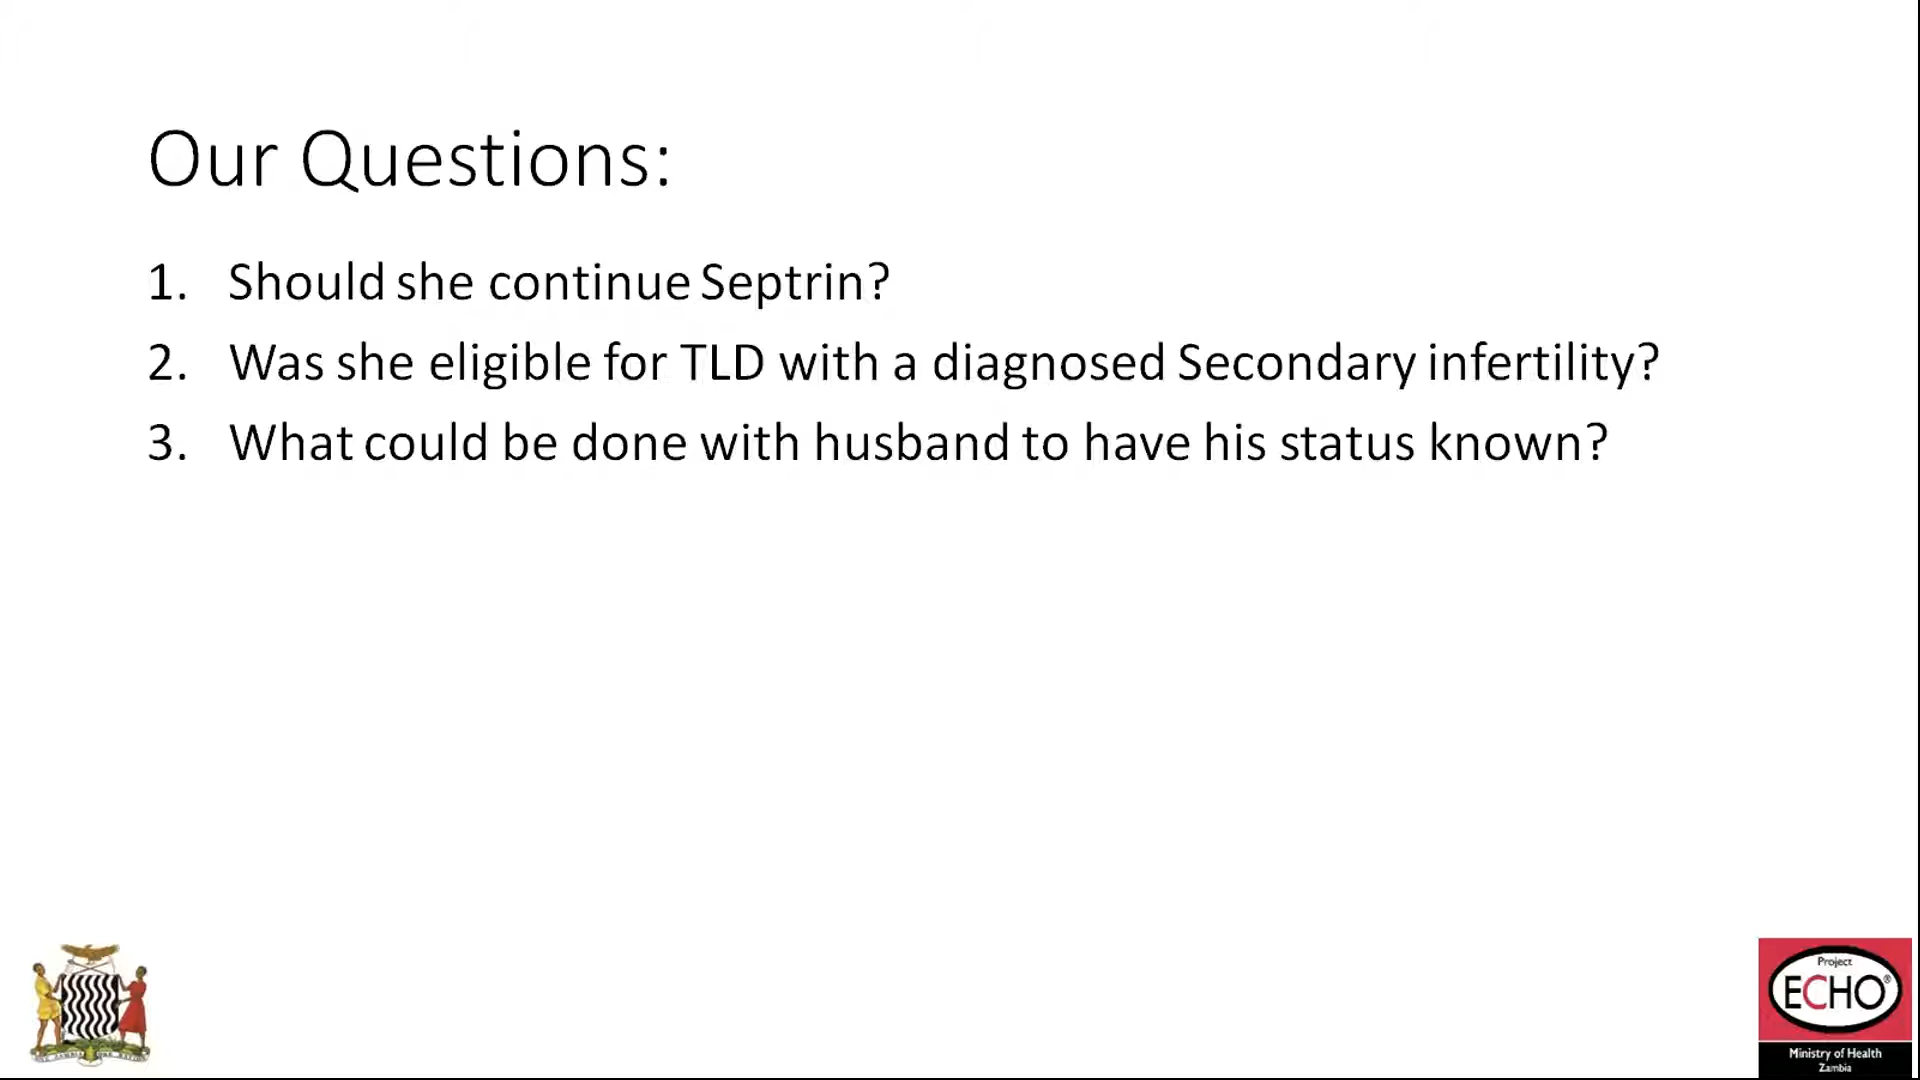 Our Questions:
1. Should she continue Septrin?
2. Was she eligible for TLD with a diagnosed Secondary infertility?
3. What could be done with husband to have his status known?
Project
ECHO®
Ministry of Health
Zambia